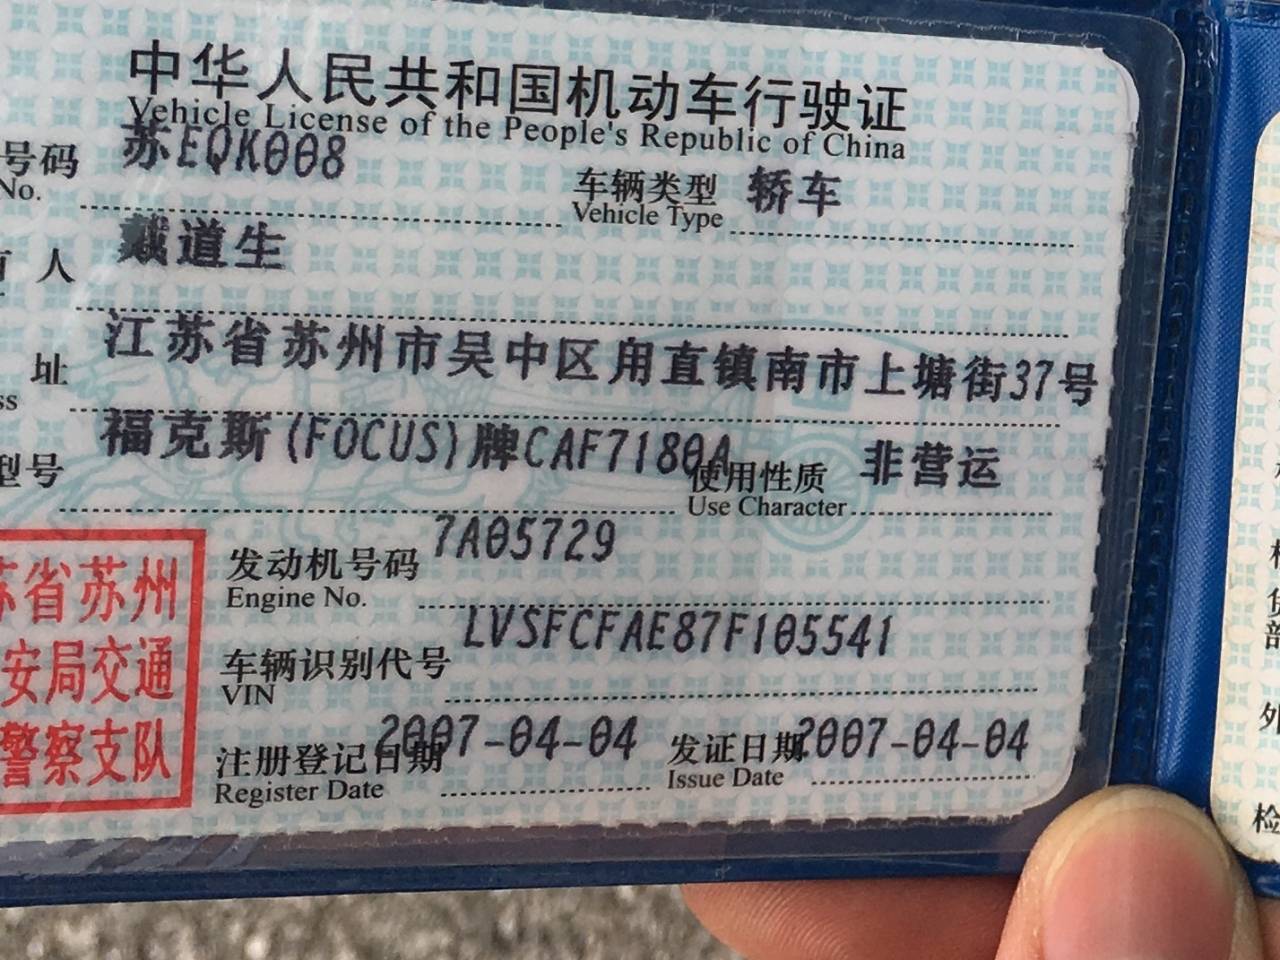 中华人民共和国机动车行驶证
Vehicle License of the People's Republic of China
号码 苏EQK008
No.
车辆类型 轿车
Vehicle Type
人 戴道生
址 江苏省苏州市吴中区甪直镇南市上塘街37号
ss
型号 福克斯(FOCUS)牌CAF7180A
使用性质 非营运
Use Character
发动机号码 7A05729
Engine No.
车辆识别代号 LVSFCFAE87F105541
VIN
注册登记日期 2007-04-04
Register Date
发证日期 2007-04-04
Issue Date
苏省苏州
安局交通
警察支队
外
检